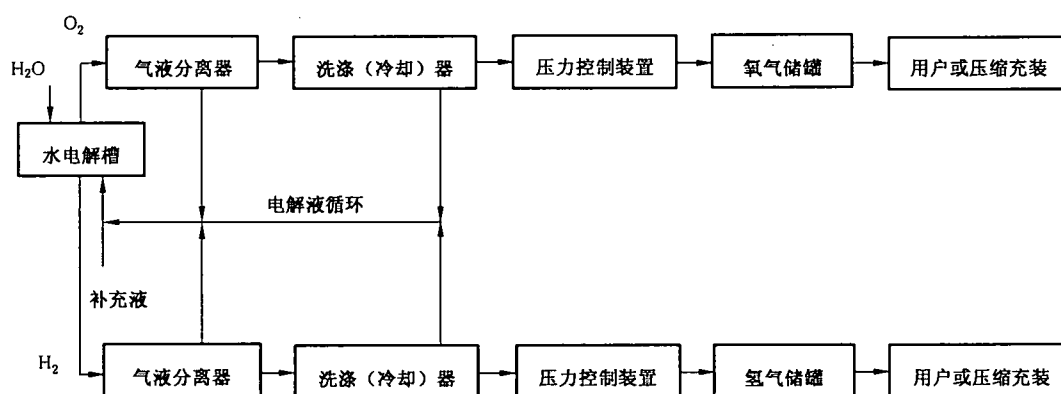 O₂
气液分离器
洗涤（冷却）器
压力控制装置
氧气储罐
用户或压缩充装
H₂O
水电解槽
电解液循环
补充液
H₂
气液分离器
洗涤（冷却）器
压力控制装置
氢气储罐
用户或压缩充装